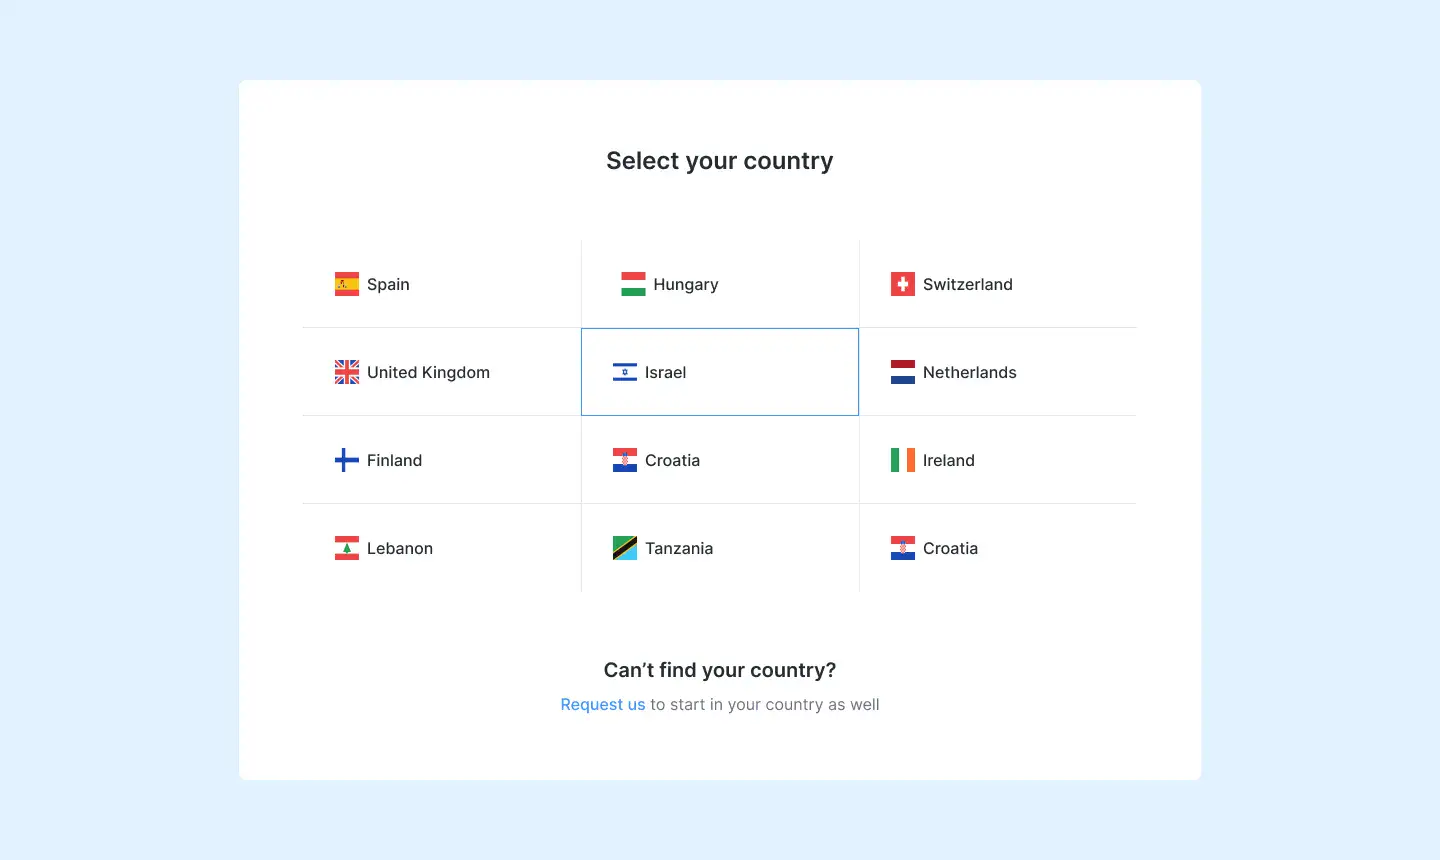 Select your country
Spain
Hungary
Switzerland
United Kingdom
Israel
Netherlands
Finland
Croatia
Ireland
Lebanon
Tanzania
Croatia
Can’t find your country?
Request us to start in your country as well